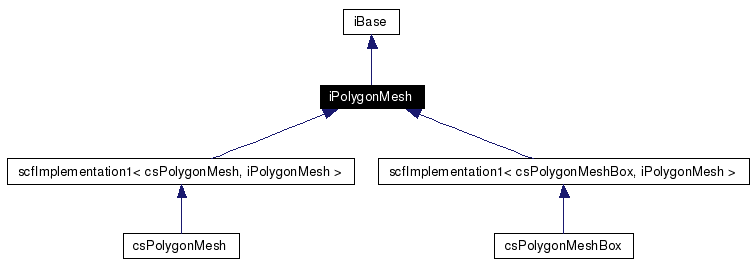 iBase
iPolygonMesh
scfImplementation1< csPolygonMesh, iPolygonMesh >
scfImplementation1< csPolygonMeshBox, iPolygonMesh >
csPolygonMesh
csPolygonMeshBox